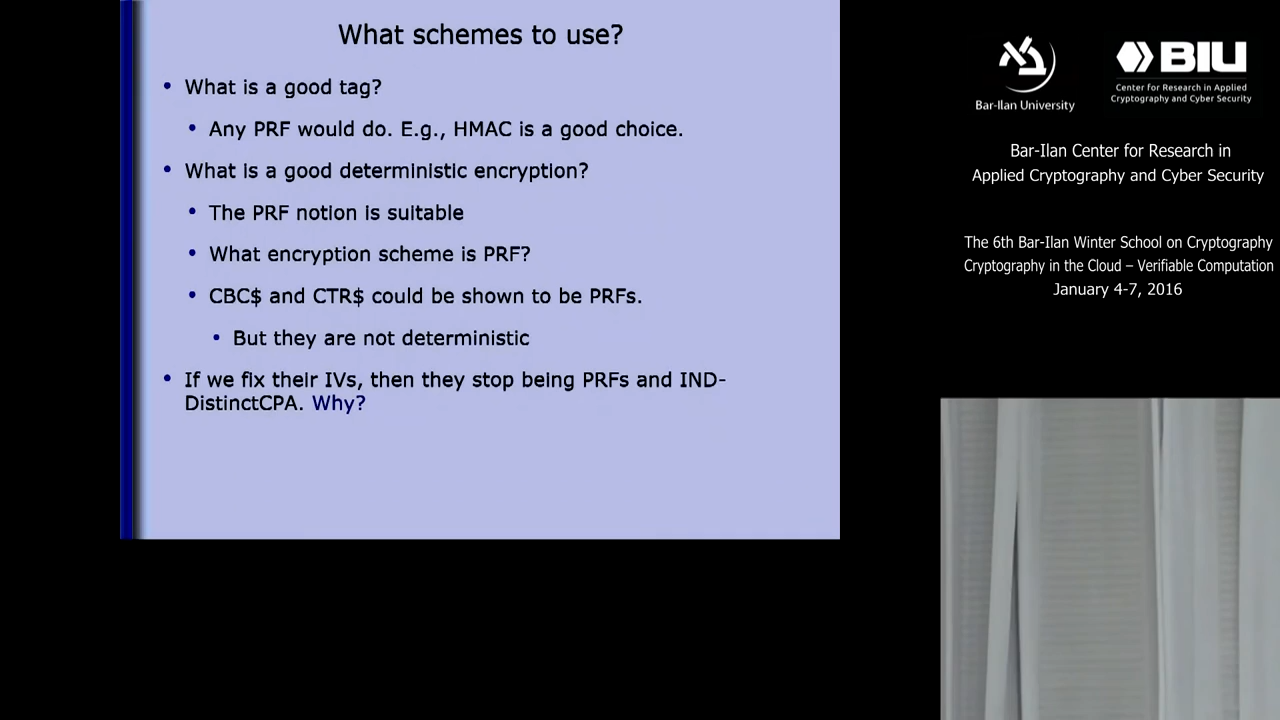 What schemes to use?
• What is a good tag?
• Any PRF would do. E.g., HMAC is a good choice.
• What is a good deterministic encryption?
• The PRF notion is suitable
• What encryption scheme is PRF?
• CBC$ and CTR$ could be shown to be PRFs.
• But they are not deterministic
• If we fix their IVs, then they stop being PRFs and IND-
DistinctCPA. Why?
Bar-Ilan University
BIU
Center for Research in Applied
Cryptography and Cyber Security
Bar-Ilan Center for Research in
Applied Cryptography and Cyber Security
The 6th Bar-Ilan Winter School on Cryptography
Cryptography in the Cloud – Verifiable Computation
January 4-7, 2016